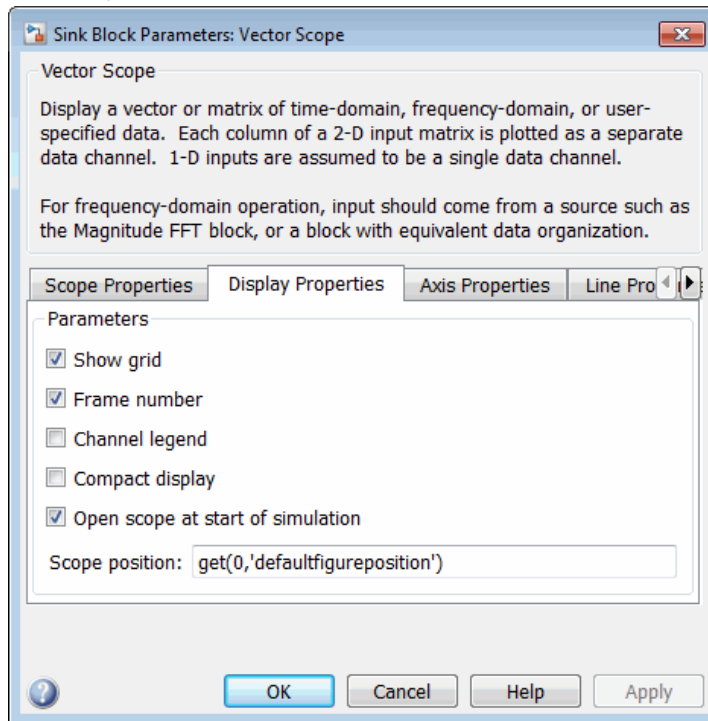 Sink Block Parameters: Vector Scope
Vector Scope
Display a vector or matrix of time-domain, frequency-domain, or user-
specified data.  Each column of a 2-D input matrix is plotted as a separate
data channel.  1-D inputs are assumed to be a single data channel.
For frequency-domain operation, input should come from a source such as
the Magnitude FFT block, or a block with equivalent data organization.
Scope Properties Display Properties Axis Properties Line Pro
Parameters
Show grid
Frame number
Channel legend
Compact display
Open scope at start of simulation
Scope position: get(0,'defaultfigureposition')
OK Cancel Help Apply